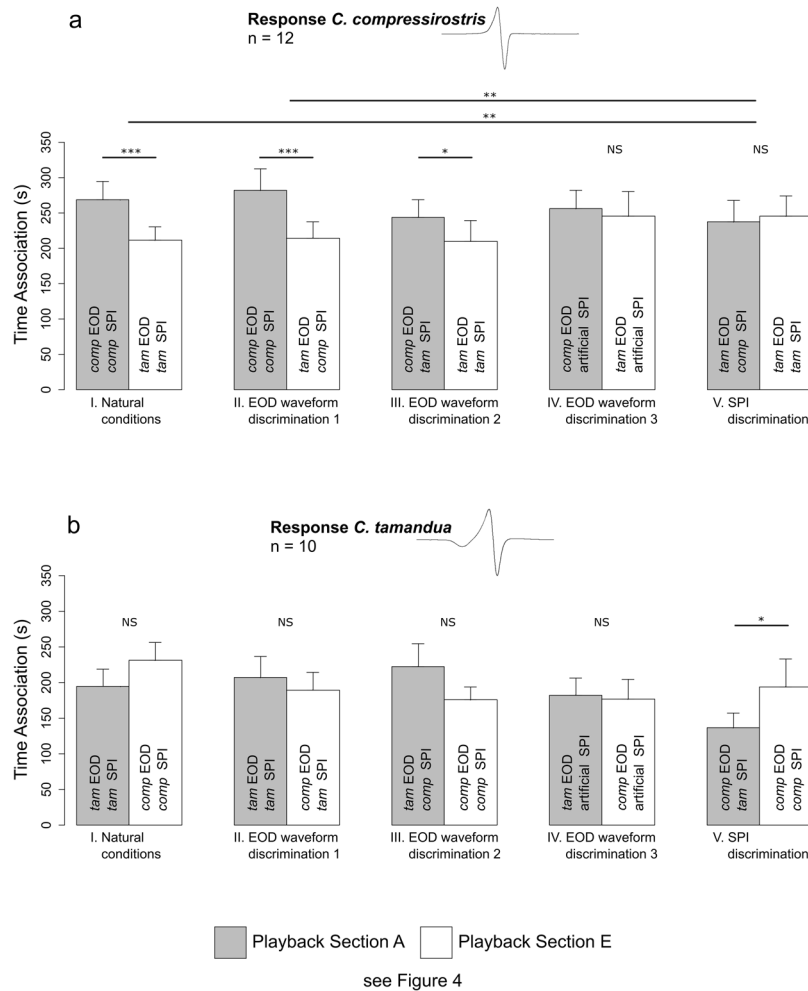 a
Response C. compressirostris
n = 12
**
**
*** *** * NS NS
Time Association (s)
350
300
250
200
150
100
50
0
comp EOD
comp SPI
tam EOD
tam SPI
comp EOD
comp SPI
tam EOD
comp SPI
comp EOD
tam SPI
tam EOD
tam SPI
comp EOD
artificial SPI
tam EOD
artificial SPI
tam EOD
comp SPI
tam EOD
tam SPI
I. Natural
conditions
II. EOD waveform
discrimination 1
III. EOD waveform
discrimination 2
IV. EOD waveform
discrimination 3
V. SPI
discrimination
b
Response C. tamandua
n = 10
NS NS NS NS *
Time Association (s)
350
300
250
200
150
100
50
0
tam EOD
tam SPI
comp EOD
comp SPI
tam EOD
tam SPI
comp EOD
tam SPI
tam EOD
comp SPI
comp EOD
comp SPI
tam EOD
artificial SPI
comp EOD
artificial SPI
comp EOD
tam SPI
comp EOD
comp SPI
I. Natural
conditions
II. EOD waveform
discrimination 1
III. EOD waveform
discrimination 2
IV. EOD waveform
discrimination 3
V. SPI
discrimination
Playback Section A
Playback Section E
see Figure 4